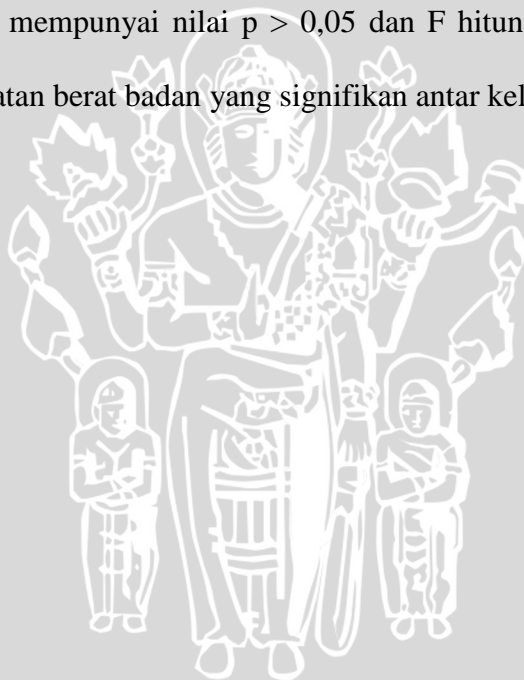 mempunyai nilai p > 0,05 dan F hitun
atan berat badan yang signifikan antar kel